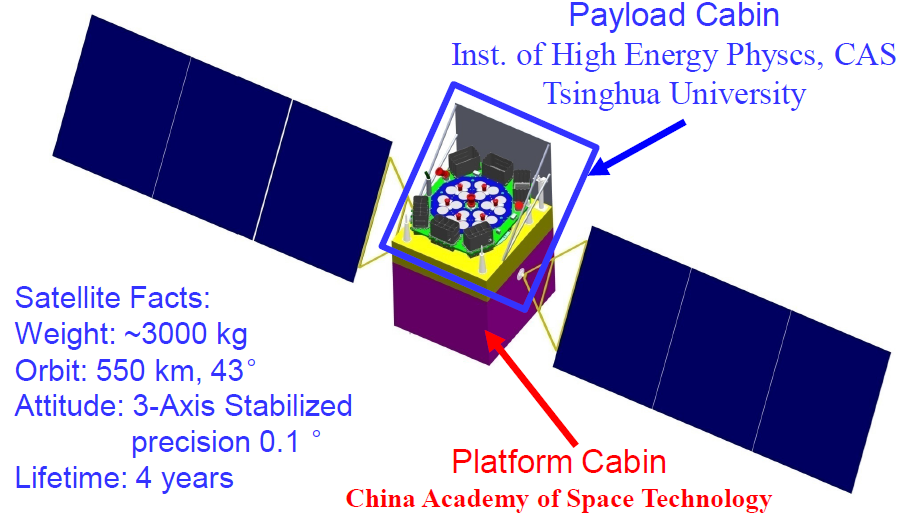 Payload Cabin
Inst. of High Energy Physcs, CAS
Tsinghua University
Satellite Facts:
Weight: ~3000 kg
Orbit: 550 km, 43°
Attitude: 3-Axis Stabilized
precision 0.1 °
Lifetime: 4 years
Platform Cabin
China Academy of Space Technology